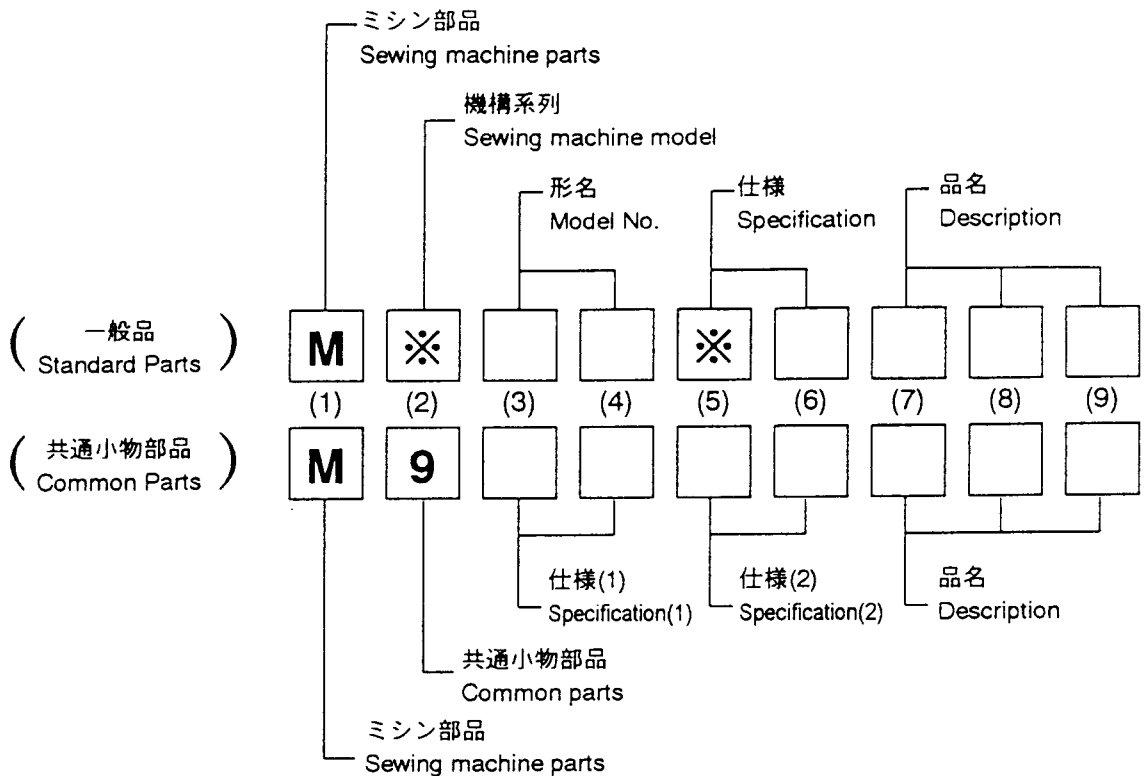 ミシン部品
Sewing machine parts
機構系列
Sewing machine model
形名
Model No.
仕様
Specification
品名
Description
(一般品
Standard Parts)
M ※ ※
(1) (2) (3) (4) (5) (6) (7) (8) (9)
(共通小物部品
Common Parts)
M 9
仕様(1)
Specification(1)
仕様(2)
Specification(2)
品名
Description
共通小物部品
Common parts
ミシン部品
Sewing machine parts